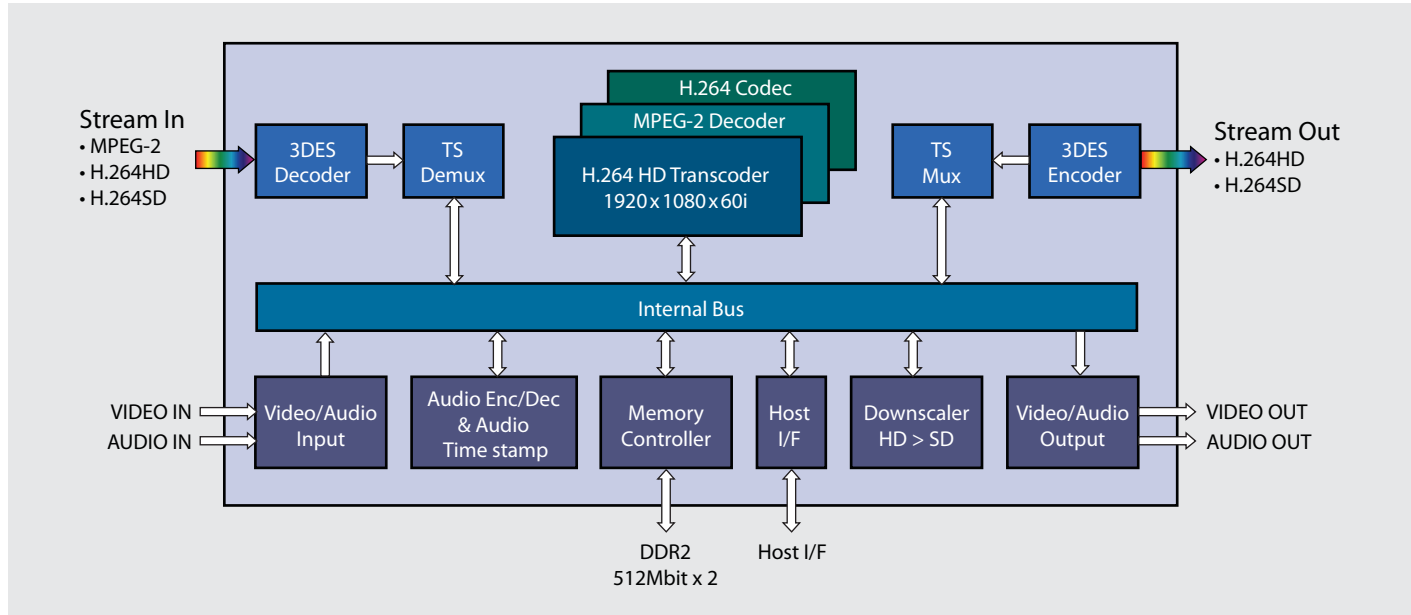 Stream In
• MPEG-2
• H.264HD
• H.264SD
3DES
Decoder
TS
Demux
H.264 Codec
MPEG-2 Decoder
H.264 HD Transcoder
1920 x 1080 x 60i
TS
Mux
3DES
Encoder
Stream Out
• H.264HD
• H.264SD
Internal Bus
VIDEO IN
AUDIO IN
Video/Audio
Input
Audio Enc/Dec
& Audio
Time stamp
Memory
Controller
Host
I/F
Downscaler
HD > SD
Video/Audio
Output
VIDEO OUT
AUDIO OUT
DDR2
512Mbit x 2
Host I/F